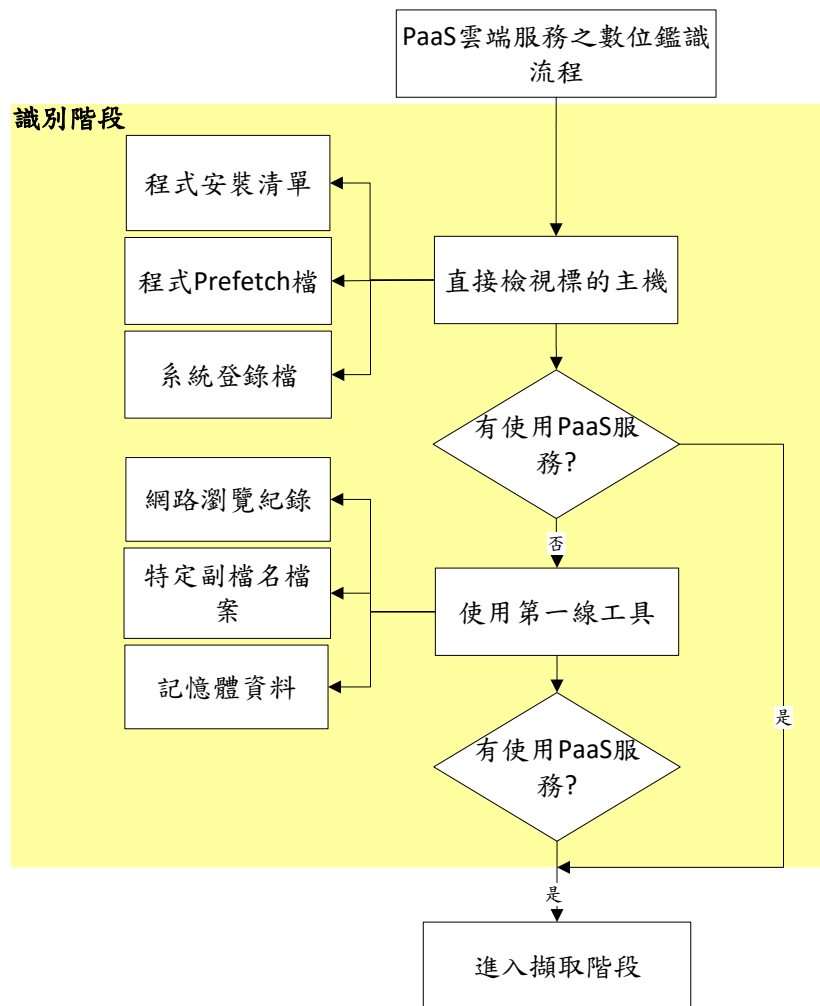 PaaS雲端服務之數位鑑識
流程
識別階段
程式安裝清單
程式Prefetch檔
直接檢視標的主機
系統登錄檔
有使用PaaS服
務?
網路瀏覽紀錄
否
特定副檔名檔
案
使用第一線工具
記憶體資料
是
有使用PaaS服
務?
是
進入擷取階段